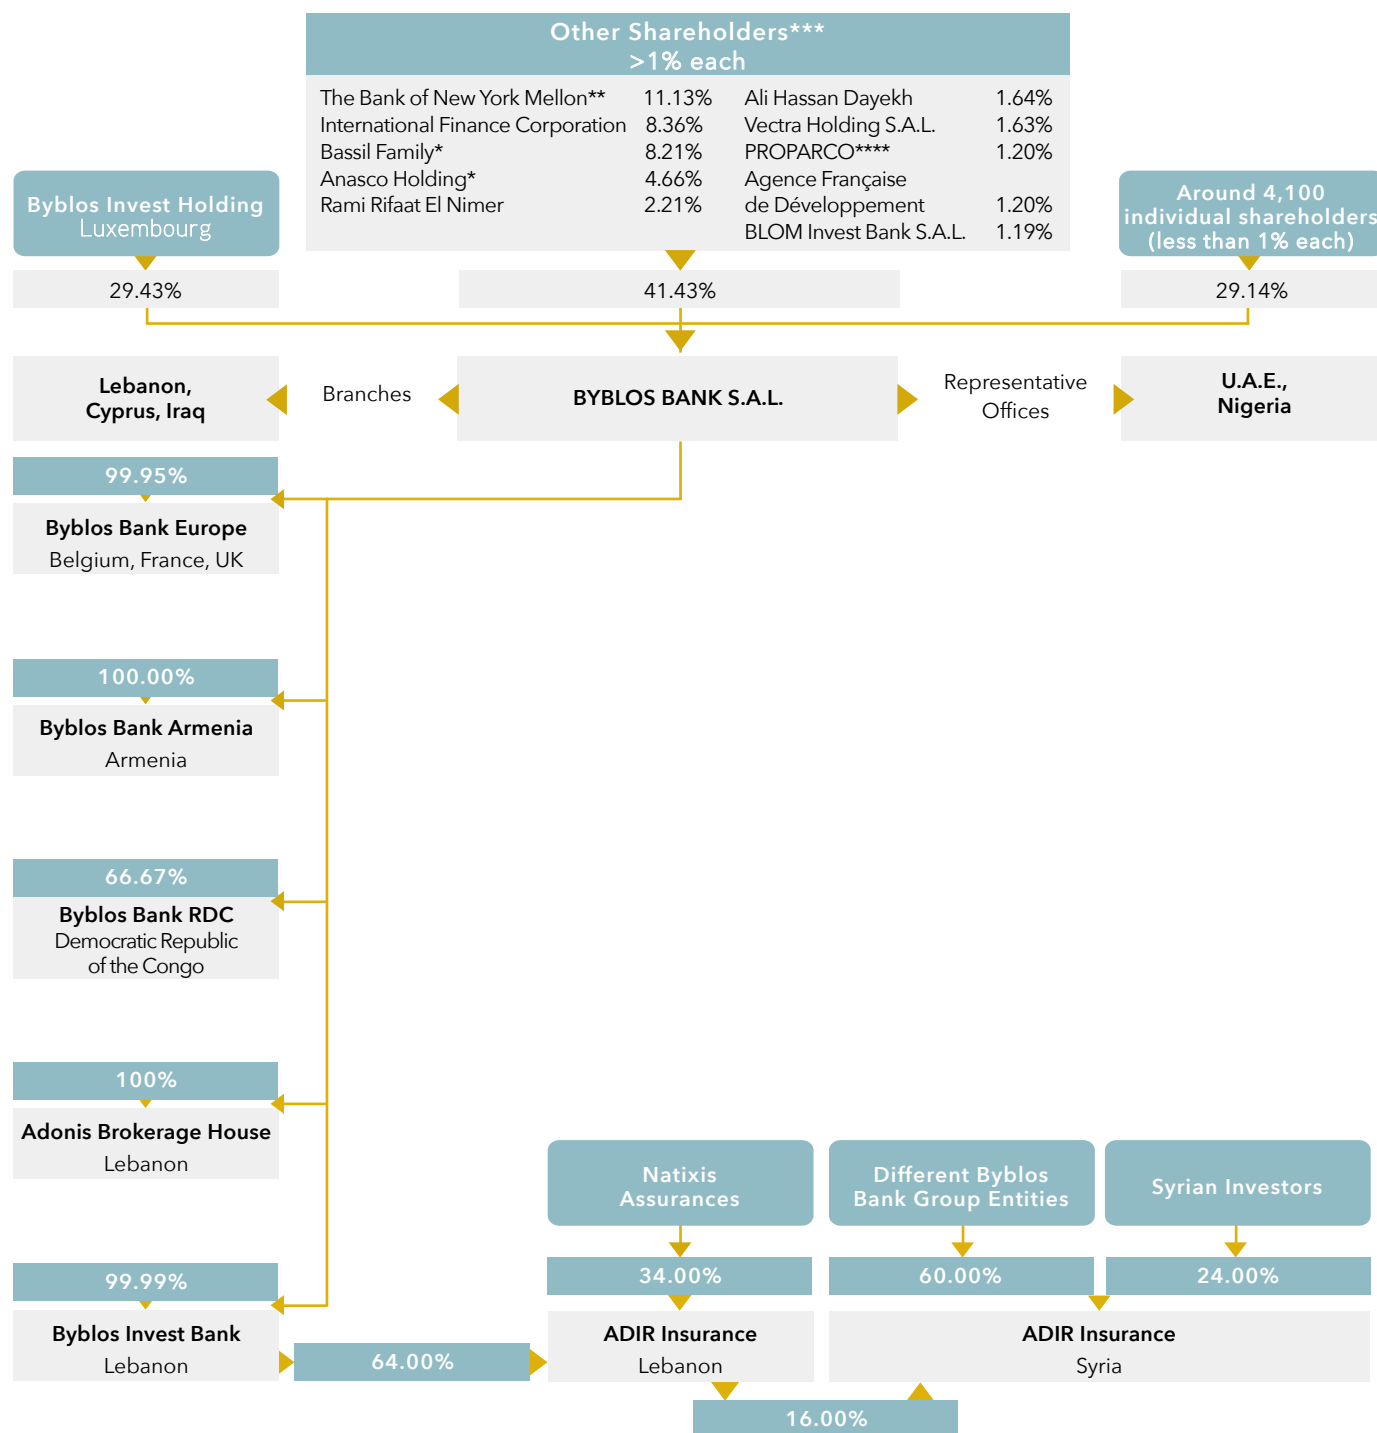 Other Shareholders***
>1% each
The Bank of New York Mellon** 11.13%
International Finance Corporation 8.36%
Bassil Family* 8.21%
Anasco Holding* 4.66%
Rami Rifaat El Nimer 2.21%
Ali Hassan Dayekh 1.64%
Vectra Holding S.A.L. 1.63%
PROPARCO**** 1.20%
Agence Française
de Développement 1.20%
BLOM Invest Bank S.A.L. 1.19%
Byblos Invest Holding
Luxembourg
Around 4,100
individual shareholders
(less than 1% each)
29.43%
41.43%
29.14%
Lebanon,
Cyprus, Iraq
Branches
BYBLOS BANK S.A.L.
Representative
Offices
U.A.E.,
Nigeria
99.95%
Byblos Bank Europe
Belgium, France, UK
100.00%
Byblos Bank Armenia
Armenia
66.67%
Byblos Bank RDC
Democratic Republic
of the Congo
100%
Adonis Brokerage House
Lebanon
Natixis
Assurances
Different Byblos
Bank Group Entities
Syrian Investors
99.99%
34.00%
60.00%
24.00%
Byblos Invest Bank
Lebanon
64.00%
ADIR Insurance
Lebanon
ADIR Insurance
Syria
16.00%